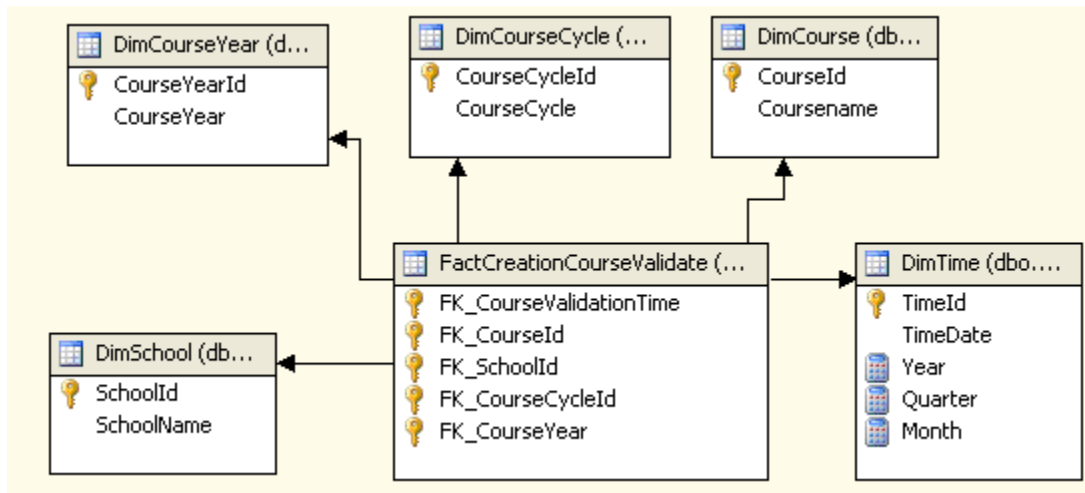 DimCourseYear (d...
CourseYearId
CourseYear
DimCourseCycle (...
CourseCycleId
CourseCycle
DimCourse (db...
CourseId
Coursename
FactCreationCourseValidate (...
FK_CourseValidationTime
FK_CourseId
FK_SchoolId
FK_CourseCycleId
FK_CourseYear
DimTime (dbo....
TimeId
TimeDate
Year
Quarter
Month
DimSchool (db...
SchoolId
SchoolName